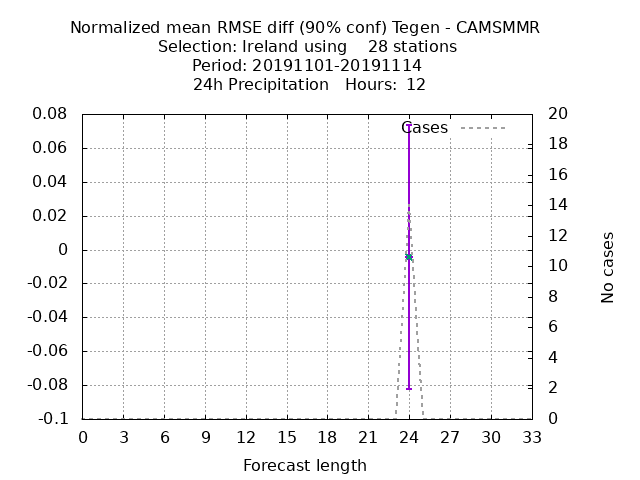 Normalized mean RMSE diff (90% conf) Tegen - CAMSMMR
Selection: Ireland using 28 stations
Period: 20191101-20191114
24h Precipitation Hours: 12
Cases
0.08
0.06
0.04
0.02
0
-0.02
-0.04
-0.06
-0.08
-0.1
20
18
16
14
12
10
8
6
4
2
0
No cases
0 3 6 9 12 15 18 21 24 27 30 33
Forecast length